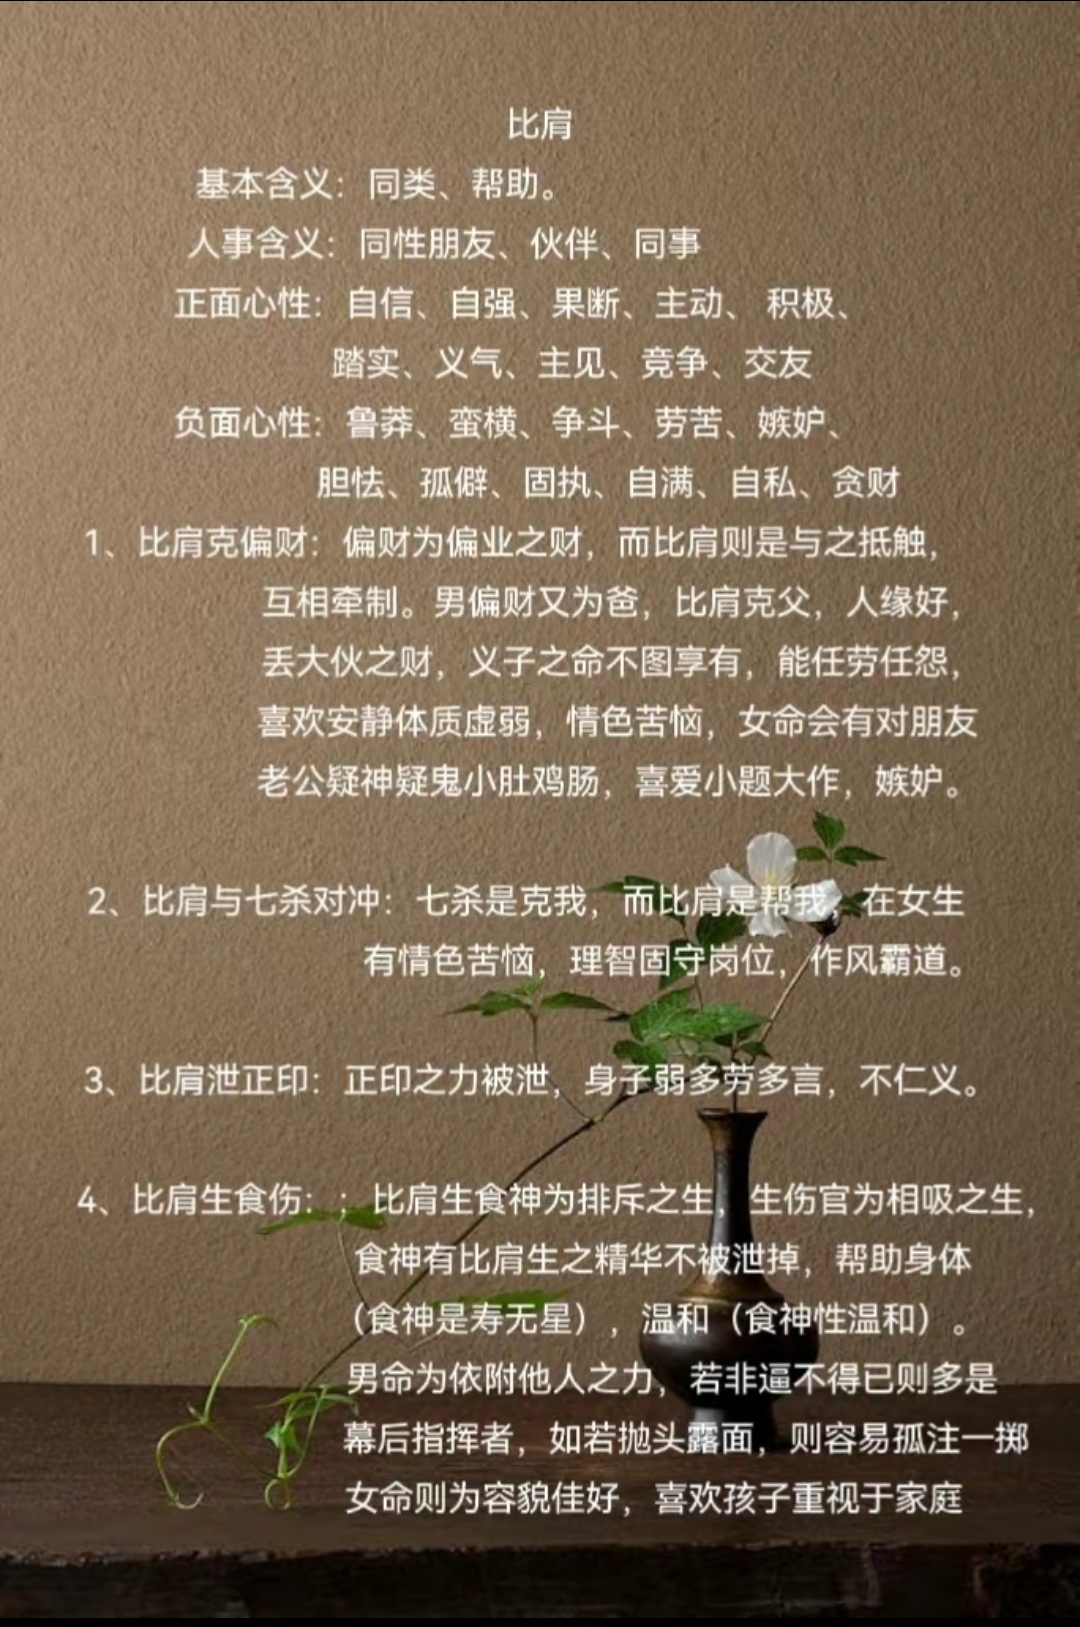 比肩
基本含义：同类、帮助。
人事含义：同性朋友、伙伴、同事
正面心性：自信、自强、果断、主动、 积极、
踏实、义气、主见、竞争、交友
负面心性：鲁莽、蛮横、争斗、劳苦、嫉妒、
胆怯、孤僻、固执、自满、自私、贪财
1、比肩克偏财：偏财为偏业之财，而比肩则是与之抵触，
互相牵制。男偏财又为爸，比肩克父，人缘好，
丢大伙之财，义子之命不图享有，能任劳任怨，
喜欢安静体质虚弱，情色苦恼，女命会有对朋友
老公疑神疑鬼小肚鸡肠，喜爱小题大作，嫉妒。
2、比肩与七杀对冲：七杀是克我，而比肩是帮我，在女生
有情色苦恼，理智固守岗位，作风霸道。
3、比肩泄正印：正印之力被泄，身子弱多劳多言，不仁义。
4、比肩生食伤：；比肩生食神为排斥之生，生伤官为相吸之生，
食神有比肩生之精华不被泄掉，帮助身体
（食神是寿无星），温和（食神性温和）。
男命为依附他人之力，若非逼不得已则多是
幕后指挥者，如若抛头露面，则容易孤注一掷
女命则为容貌佳好，喜欢孩子重视于家庭